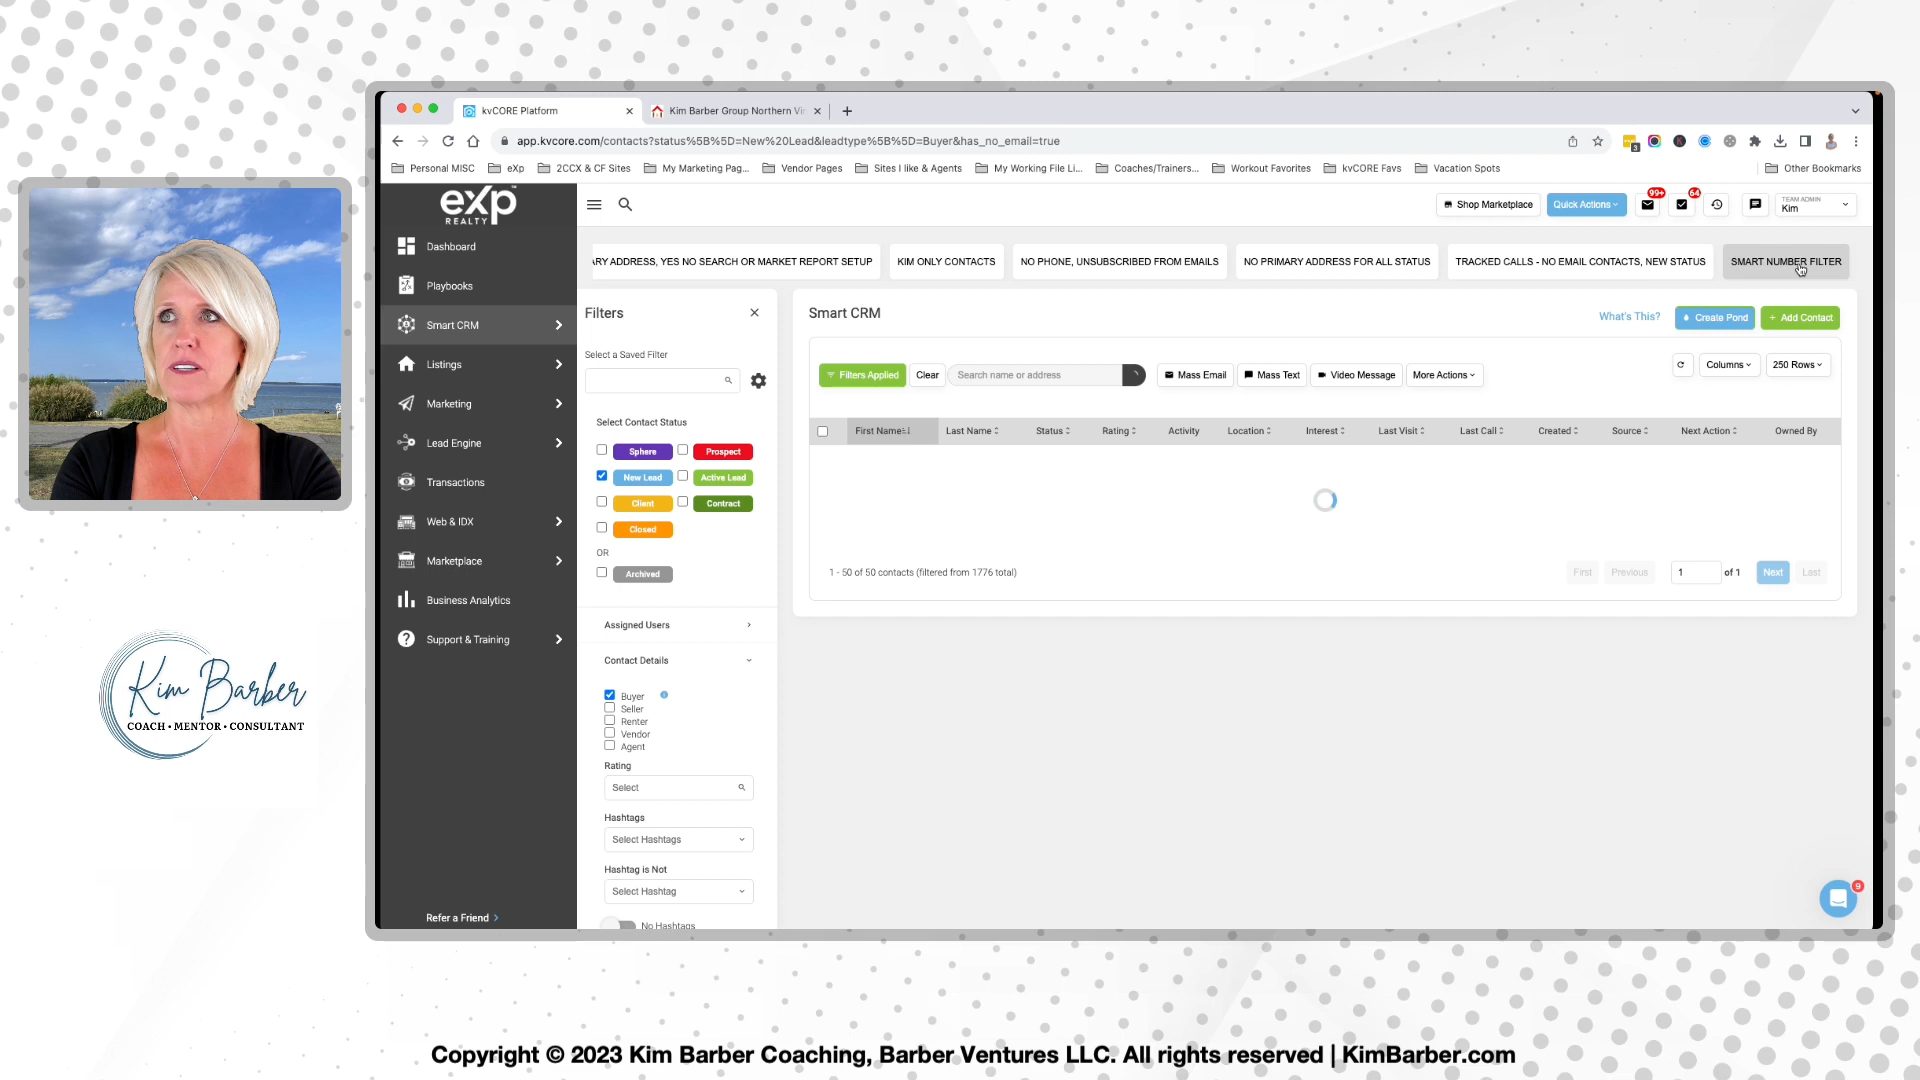 kvCORE Platform
Kim Barber Group Northern Vir
app.kvcore.com/contacts?status%5B%5D=New%20Lead&leadtype%5B%5D=Buyer&has_no_email=true
Personal MISC
eXp
2CCX & CF Sites
My Marketing Pag...
Vendor Pages
Sites I like & Agents
My Working File Li...
Coaches/Trainers...
Workout Favorites
kvCORE Favs
Vacation Spots
Other Bookmarks
eXp
REALTY
Shop Marketplace
Quick Actions
99+
64
TEAM ADMIN
Kim
Dashboard
Playbooks
Smart CRM
Listings
Marketing
Lead Engine
Transactions
Web & IDX
Marketplace
Business Analytics
Support & Training
Refer a Friend >
ARY ADDRESS, YES NO SEARCH OR MARKET REPORT SETUP
KIM ONLY CONTACTS
NO PHONE, UNSUBSCRIBED FROM EMAILS
NO PRIMARY ADDRESS FOR ALL STATUS
TRACKED CALLS - NO EMAIL CONTACTS, NEW STATUS
SMART NUMBER FILTER
Filters
Select a Saved Filter
Select Contact Status
Sphere
Prospect
New Lead
Active Lead
Client
Contract
Closed
OR
Archived
Assigned Users
Contact Details
Buyer
Seller
Renter
Vendor
Agent
Rating
Select
Hashtags
Select Hashtags
Hashtag is Not
Select Hashtag
No Hashtags
Smart CRM
What's This?
Create Pond
+ Add Contact
Filters Applied
Clear
Search name or address
Mass Email
Mass Text
Video Message
More Actions
Columns
250 Rows
First Name
Last Name
Status
Rating
Activity
Location
Interest
Last Visit
Last Call
Created
Source
Next Action
Owned By
1 - 50 of 50 contacts (filtered from 1776 total)
First
Previous
1
of 1
Next
Last
9
Kim Barber
COACH • MENTOR • CONSULTANT
Copyright © 2023 Kim Barber Coaching, Barber Ventures LLC. All rights reserved | KimBarber.com